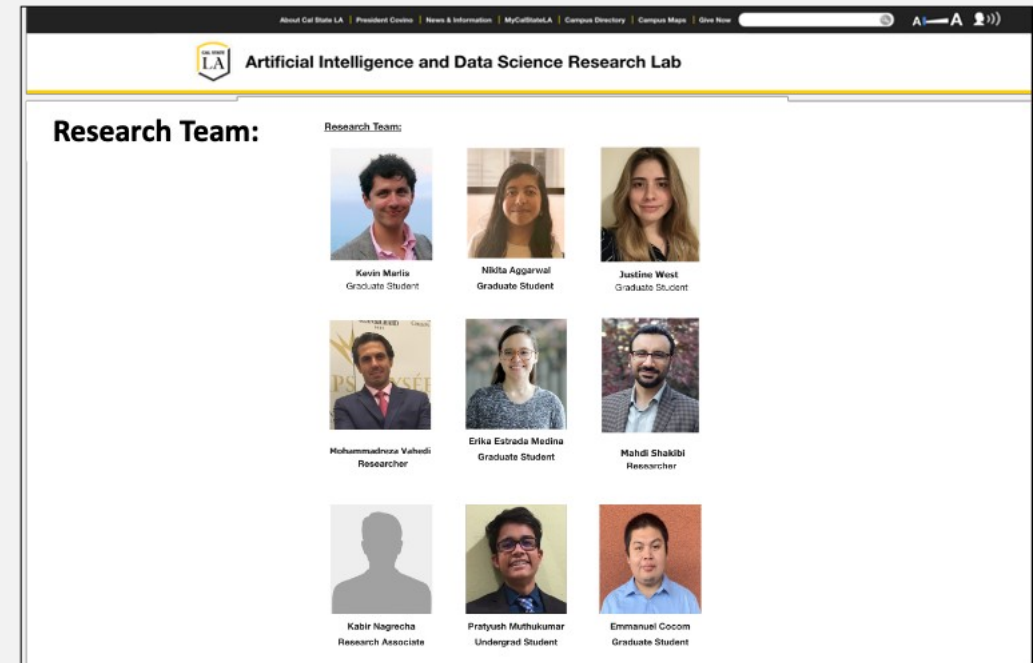 About Cal State LA | President Covino | News & Information | MyCalStateLA | Campus Directory | Campus Maps | Give Now
A A
CAL STATE
LA
Artificial Intelligence and Data Science Research Lab
Research Team:
Research Team:
Kevin Marlis
Graduate Student
Nikita Aggarwal
Graduate Student
Justine West
Graduate Student
PS YSÉE
Mohammadreza Vahedi
Researcher
Erika Estrada Medina
Graduate Student
Mahdi Shakibi
Researcher
Kabir Nagrecha
Research Associate
Pratyush Muthukumar
Undergrad Student
Emmanuel Cocom
Graduate Student